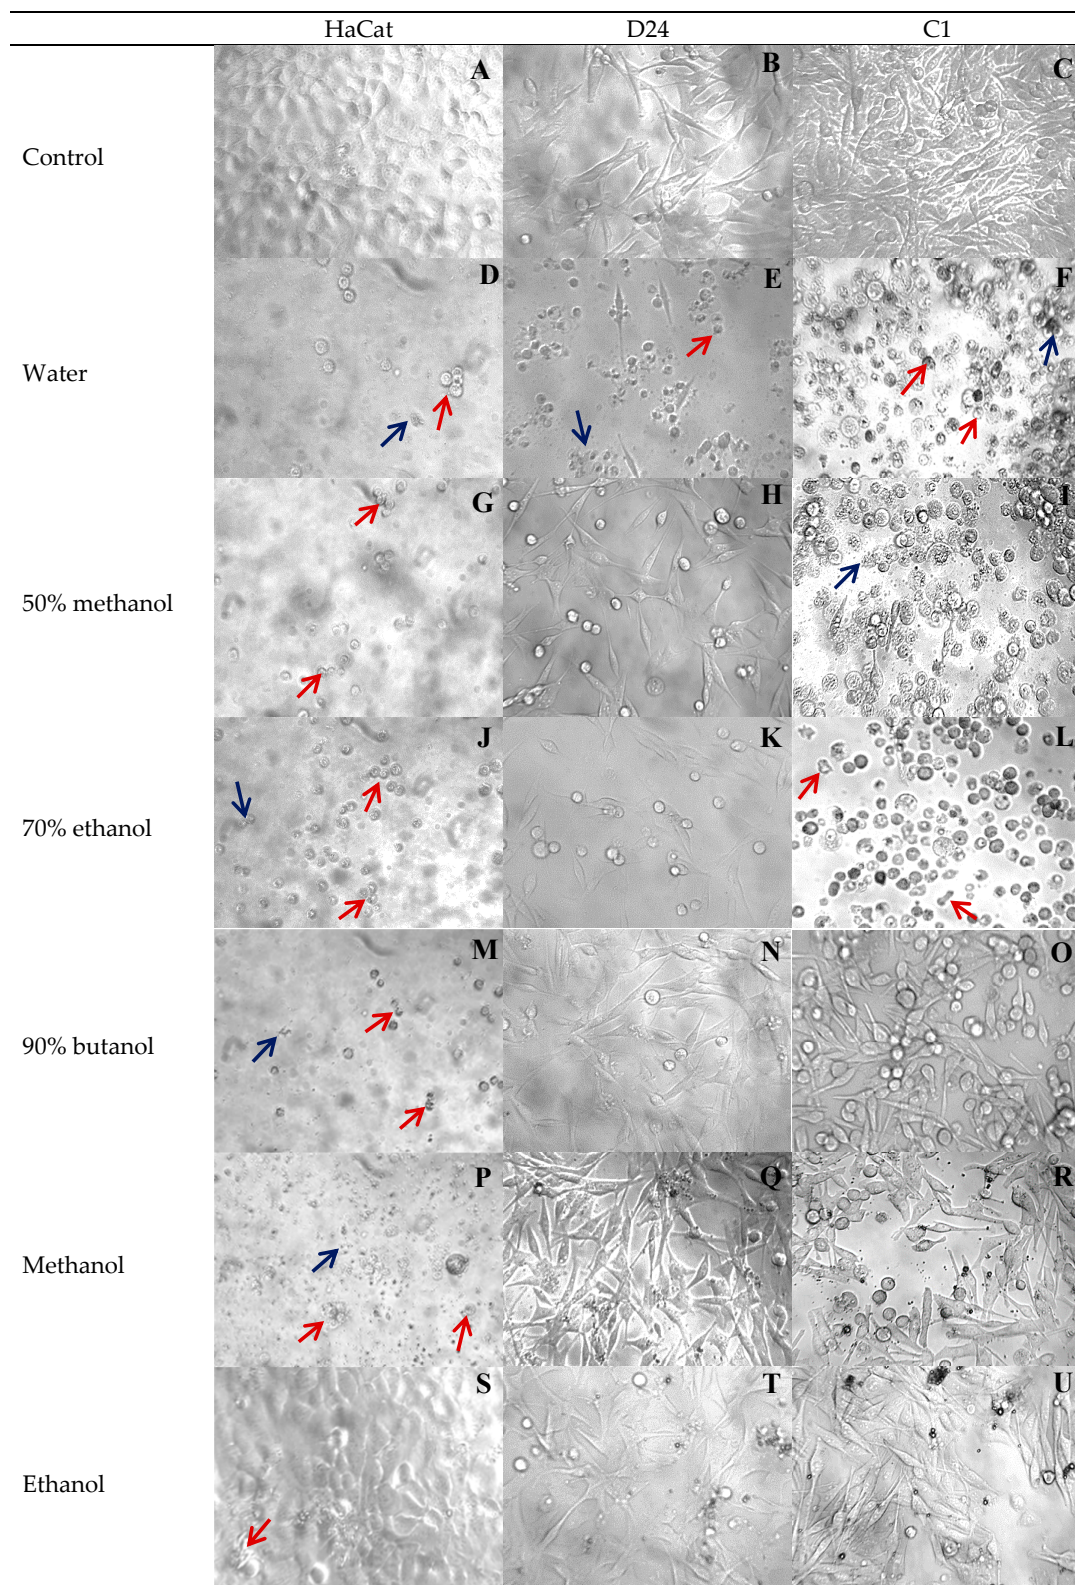 HaCat D24 C1
Control A B C
Water D E F
50% methanol G H I
70% ethanol J K L
90% butanol M N O
Methanol P Q R
Ethanol S T U